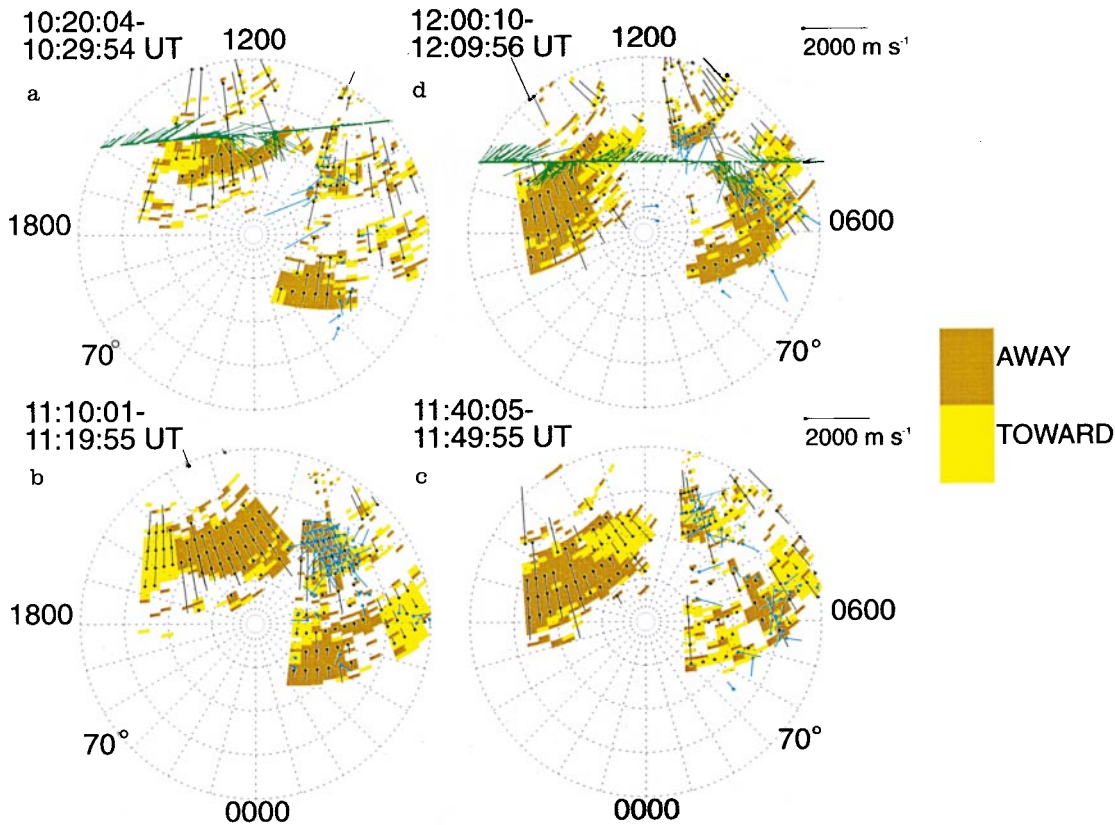 10:20:04-
10:29:54 UT
1200
a
1800
70°
12:00:10-
12:09:56 UT
1200
2000 m s-1
d
0600
70°
AWAY
TOWARD
11:10:01-
11:19:55 UT
b
1800
70°
0000
11:40:05-
11:49:55 UT
2000 m s-1
c
0600
70°
0000